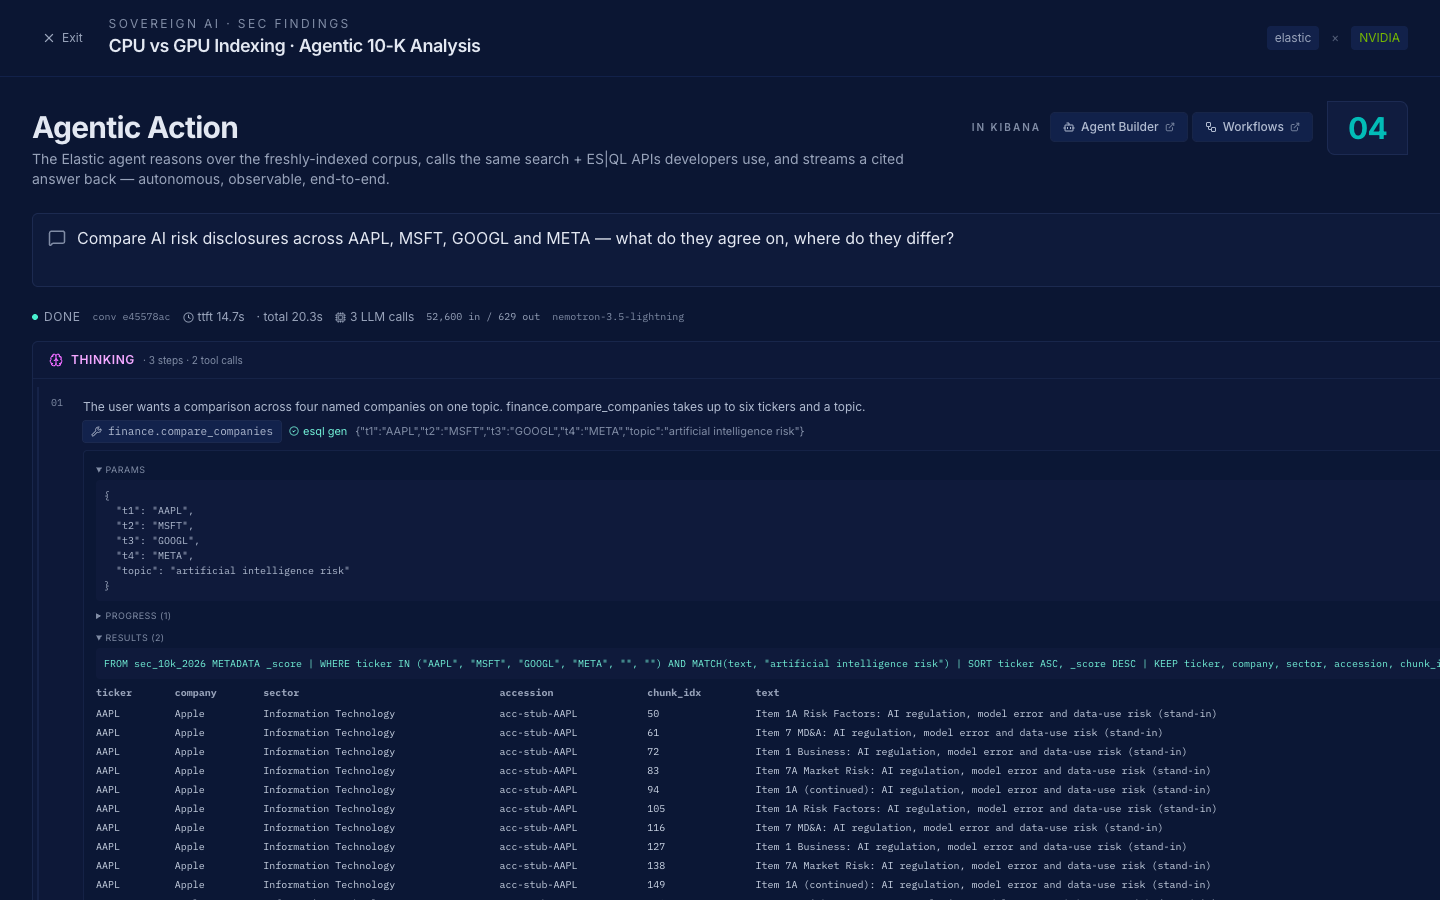 SOVEREIGN AI · SEC FINDINGS
Exit
CPU vs GPU Indexing · Agentic 10-K Analysis
elastic × NVIDIA
Agentic Action
IN KIBANA Agent Builder Workflows 04
The Elastic agent reasons over the freshly-indexed corpus, calls the same search + ES|QL APIs developers use, and streams a cited
answer back — autonomous, observable, end-to-end.
Compare AI risk disclosures across AAPL, MSFT, GOOGL and META — what do they agree on, where do they differ?
DONE conv e45578ac ttft 14.7s · total 20.3s 3 LLM calls 52,600 in / 629 out nemotron-3.5-lightning
THINKING · 3 steps · 2 tool calls
01 The user wants a comparison across four named companies on one topic. finance.compare_companies takes up to six tickers and a topic.
finance.compare_companies esql gen {"t1":"AAPL","t2":"MSFT","t3":"GOOGL","t4":"META","topic":"artificial intelligence risk"}
▼ PARAMS
{
"t1": "AAPL",
"t2": "MSFT",
"t3": "GOOGL",
"t4": "META",
"topic": "artificial intelligence risk"
}
▶ PROGRESS (1)
▼ RESULTS (2)
FROM sec_10k_2026 METADATA _score | WHERE ticker IN ("AAPL", "MSFT", "GOOGL", "META", "", "") AND MATCH(text, "artificial intelligence risk") | SORT ticker ASC, _score DESC | KEEP ticker, company, sector, accession, chunk_i
ticker company sector accession chunk_idx text
AAPL Apple Information Technology acc-stub-AAPL 50 Item 1A Risk Factors: AI regulation, model error and data-use risk (stand-in)
AAPL Apple Information Technology acc-stub-AAPL 61 Item 7 MD&A: AI regulation, model error and data-use risk (stand-in)
AAPL Apple Information Technology acc-stub-AAPL 72 Item 1 Business: AI regulation, model error and data-use risk (stand-in)
AAPL Apple Information Technology acc-stub-AAPL 83 Item 7A Market Risk: AI regulation, model error and data-use risk (stand-in)
AAPL Apple Information Technology acc-stub-AAPL 94 Item 1A (continued): AI regulation, model error and data-use risk (stand-in)
AAPL Apple Information Technology acc-stub-AAPL 105 Item 1A Risk Factors: AI regulation, model error and data-use risk (stand-in)
AAPL Apple Information Technology acc-stub-AAPL 116 Item 7 MD&A: AI regulation, model error and data-use risk (stand-in)
AAPL Apple Information Technology acc-stub-AAPL 127 Item 1 Business: AI regulation, model error and data-use risk (stand-in)
AAPL Apple Information Technology acc-stub-AAPL 138 Item 7A Market Risk: AI regulation, model error and data-use risk (stand-in)
AAPL Apple Information Technology acc-stub-AAPL 149 Item 1A (continued): AI regulation, model error and data-use risk (stand-in)